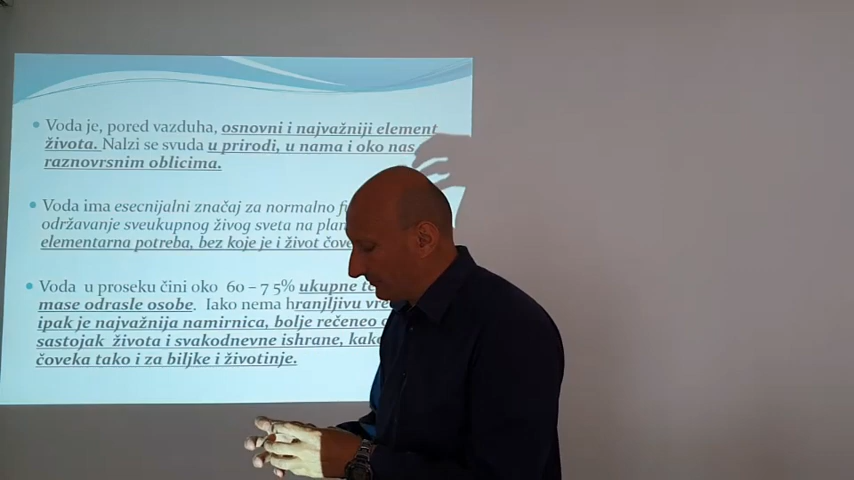 Voda je, pored vazduha, osnovni i najvažniji element
života. Nalzi se svuda u prirodi, u nama i oko nas
raznovrsnim oblicima.
Voda ima esecnijalni značaj za normalno
održavanje sveukupnog živog sveta na
elementarna potreba, bez koje je i život
Voda u proseku čini oko 60 – 75% ukupne
mase odrasle osobe. Iako nema hranjljivu
ipak je najvažnija namirnica, bolje rečeneo
sastojak života i svakodnevne ishrane,
čoveka tako i za biljke i životinje.